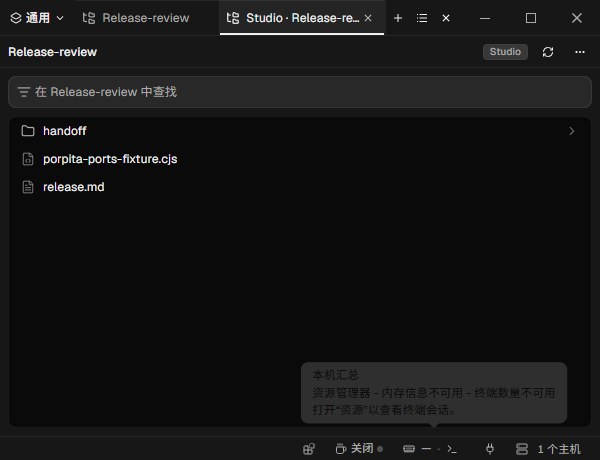 通用
Release-review
Studio · Release-re...
Release-review
Studio
在 Release-review 中查找
handoff
porpita-ports-fixture.cjs
release.md
本机汇总
资源管理器 - 内存信息不可用 - 终端数量不可用
打开“资源”以查看终端会话。
关闭
— ·
1 个主机